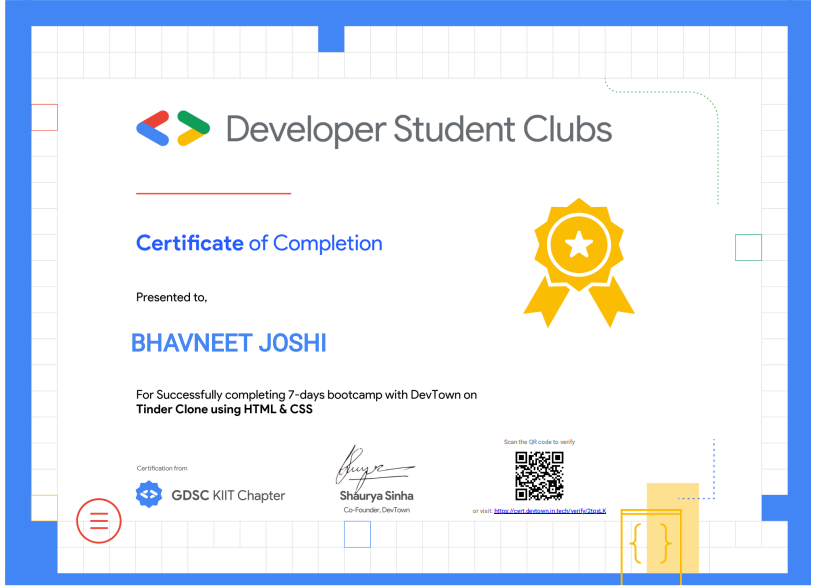 Developer Student Clubs
Certificate of Completion
Presented to,
BHAVNEET JOSHI
For Successfully completing 7-days bootcamp with DevTown on
Tinder Clone using HTML & CSS
Scan the QR code to verify
Certification from
GDSC KIIT Chapter
Shaurya Sinha
Co-Founder, DevTown
or visit: https://cert.devtown.in.tech/verify/2tqsLK
{ }